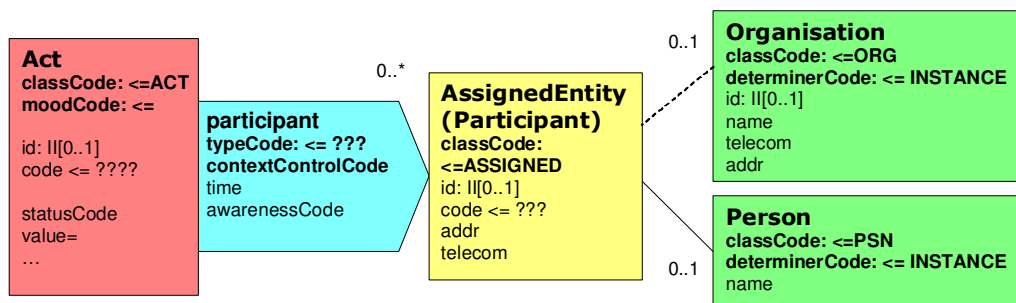 Act
classCode: <=ACT
moodCode: <=
id: II[0..1]
code <= ????
statusCode
value=
…
participant
typeCode: <= ???
contextControlCode
time
awarenessCode
0..*
AssignedEntity
(Participant)
classCode:
<=ASSIGNED
id: II[0..1]
code <= ???
addr
telecom
0..1
Organisation
classCode: <=ORG
determinerCode: <= INSTANCE
id: II[0..1]
name
telecom
addr
0..1
Person
classCode: <=PSN
determinerCode: <= INSTANCE
name